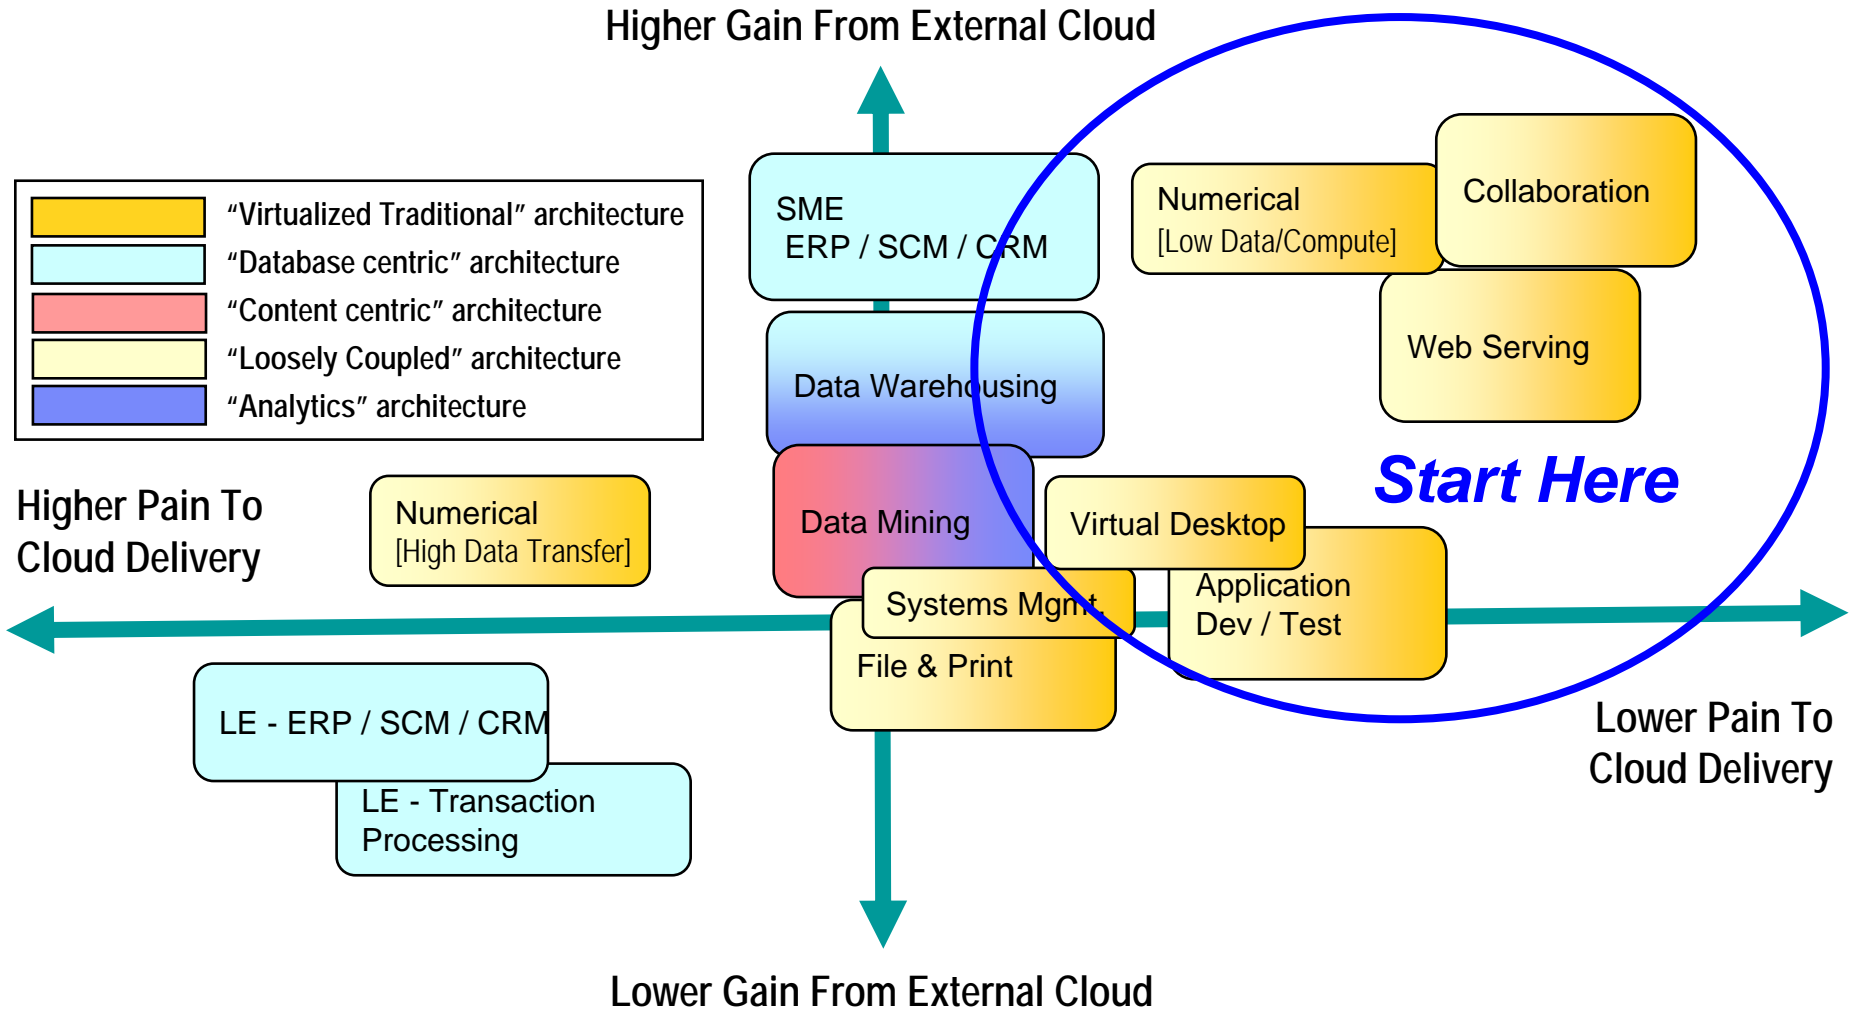 Higher Gain From External Cloud
“Virtualized Traditional” architecture
“Database centric” architecture
“Content centric” architecture
“Loosely Coupled” architecture
“Analytics” architecture
SME
ERP / SCM / CRM
Numerical
[Low Data/Compute]
Collaboration
Web Serving
Data Warehousing
Start Here
Higher Pain To
Cloud Delivery
Numerical
[High Data Transfer]
Data Mining
Virtual Desktop
Systems Mgmt.
Application
Dev / Test
File & Print
LE - ERP / SCM / CRM
LE - Transaction
Processing
Lower Pain To
Cloud Delivery
Lower Gain From External Cloud